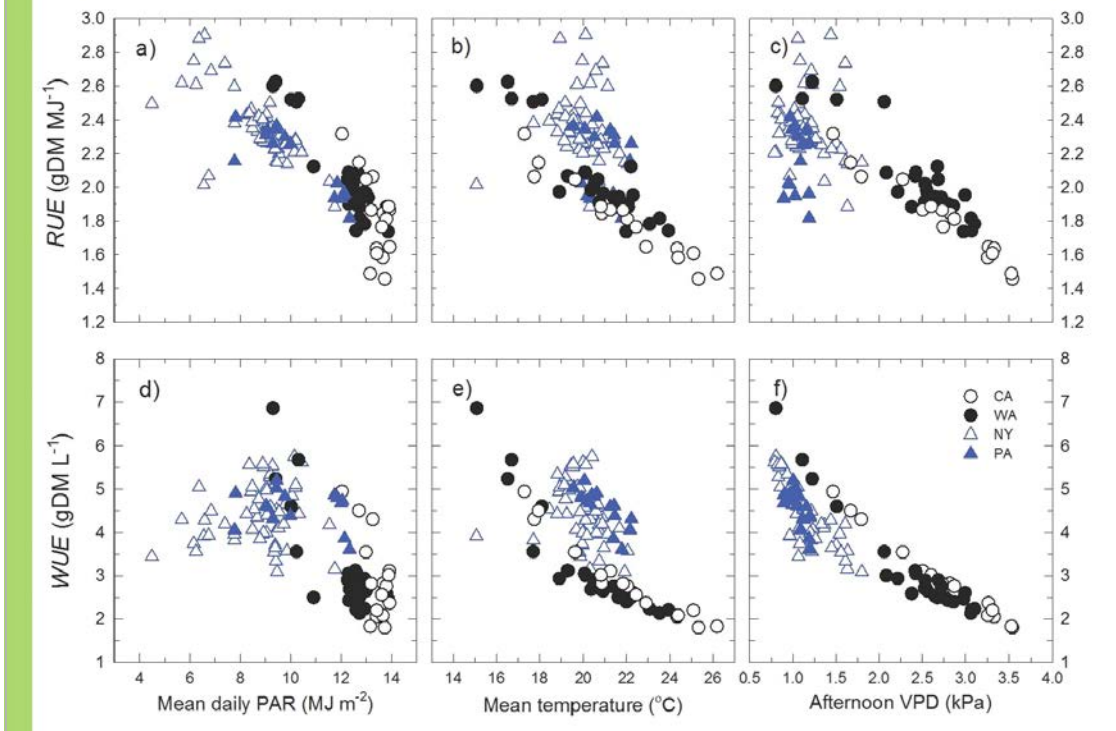 3.0 3.0
2.8 a) b) c) 2.8
2.6 2.6
2.4 2.4
2.2 2.2
2.0 2.0
1.8 1.8
1.6 1.6
1.4 1.4
1.2 1.2
RUE (gDM MJ⁻¹)
8 8
d) e) f)
7 7
6 6
5 5
4 4
3 3
2 2
1 1
WUE (gDM L⁻¹)
CA
WA
NY
PA
4 6 8 10 12 14 16 18 20 22 24 26 0.5 1.0 1.5 2.0 2.5 3.0 3.5 4.0
Mean daily PAR (MJ m⁻²) Mean temperature (°C) Afternoon VPD (kPa)